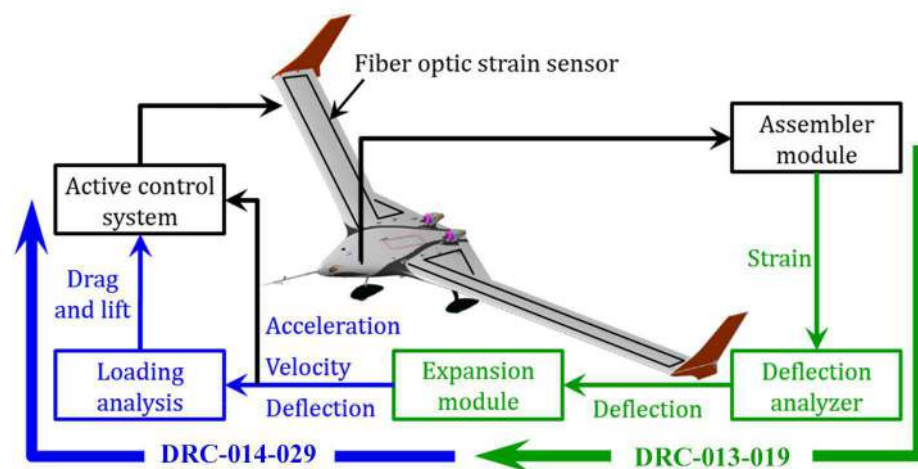 Fiber optic strain sensor
Assembler
module
Active control
system
Strain
Drag
and lift
Acceleration
Velocity
Deflection
Loading
analysis
Expansion
module
Deflection
Deflection
analyzer
DRC-014-029
DRC-013-019